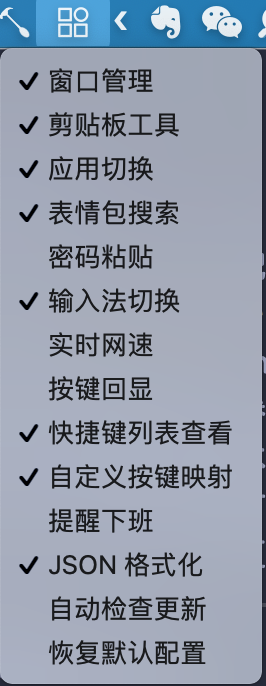 窗口管理
剪贴板工具
应用切换
表情包搜索
密码粘贴
输入法切换
实时网速
按键回显
快捷键列表查看
自定义按键映射
提醒下班
JSON 格式化
自动检查更新
恢复默认配置